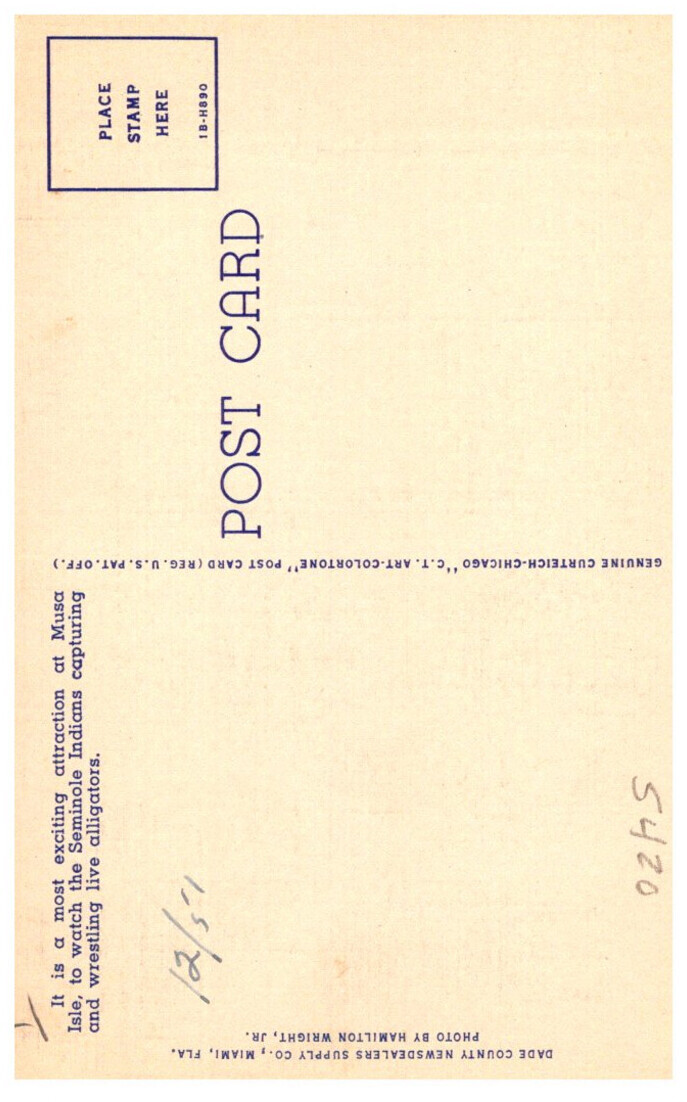 It is a most exciting attraction at Musa
Isle, to watch the Seminole Indians capturing
and wrestling live alligators.
12/51
PLACE
STAMP
HERE
1B-H890
POST CARD
GENUINE CURTEICH-CHICAGO "C.T. ART-COLORTONE" POST CARD (REG. U.S. PAT. OFF.)
DADE COUNTY NEWSDEALERS SUPPLY CO., MIAMI, FLA.
PHOTO BY HAMILTON WRIGHT, JR.
5420